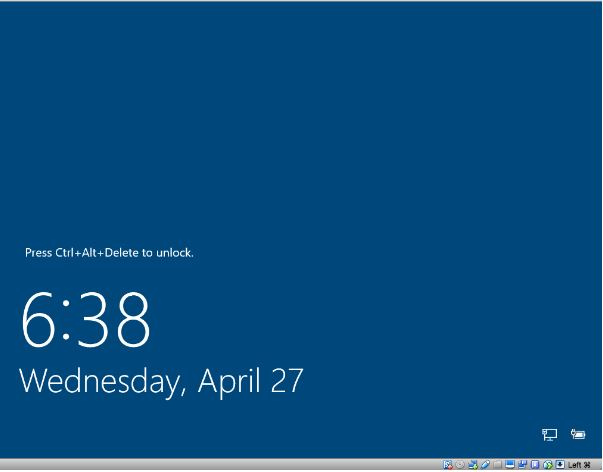 Press Ctrl+Alt+Delete to unlock.
6:38
Wednesday, April 27
Left ⌘